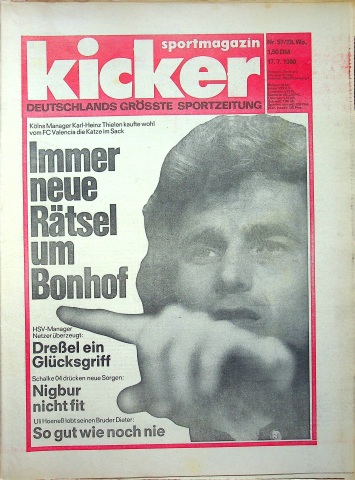 sportmagazin
kicker
DEUTSCHLANDS GRÖSSTE SPORTZEITUNG
Kölns Manager Karl-Heinz Thielen kaufte wohl
vom FC Valencia die Katze im Sack
Immer
neue
Rätsel
um
Bonhof
HSV-Manager
Netzer überzeugt:
Dreßel ein
Glücksgriff
Schalke 04 drücken neue Sorgen:
Nigbur
nicht fit
Uli Hoeneß lobt seinen Bruder Dieter:
So gut wie noch nie